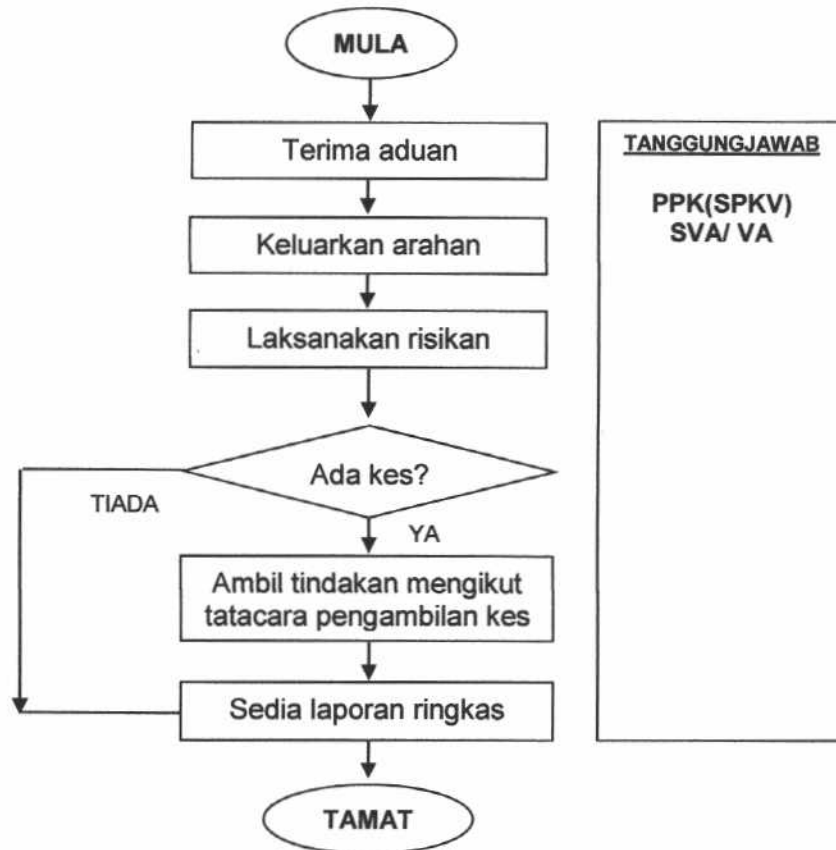 MULA
Terima aduan
Keluarkan arahan
Laksanakan risikan
Ada kes?
TIADA
YA
Ambil tindakan mengikut
tatacara pengambilan kes
Sedia laporan ringkas
TAMAT
TANGGUNGJAWAB
PPK(SPKV)
SVA/ VA